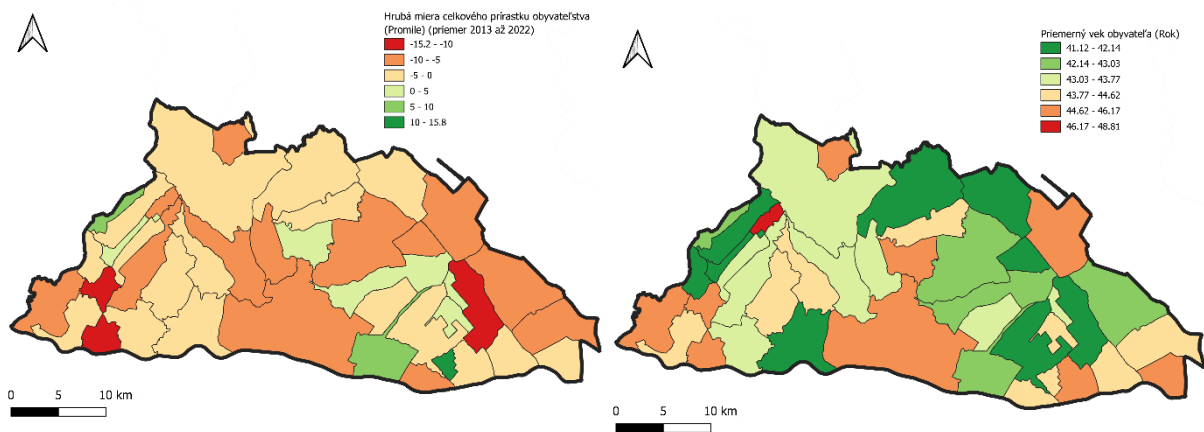 Hrubá miera celkového prírastku obyvateľstva
(Promile) (priemer 2013 až 2022)
-15.2 - -10
-10 - -5
-5 - 0
0 - 5
5 - 10
10 - 15.8
0 5 10 km
Priemerný vek obyvateľa (Rok)
41.12 - 42.14
42.14 - 43.03
43.03 - 43.77
43.77 - 44.62
44.62 - 46.17
46.17 - 48.81
0 5 10 km